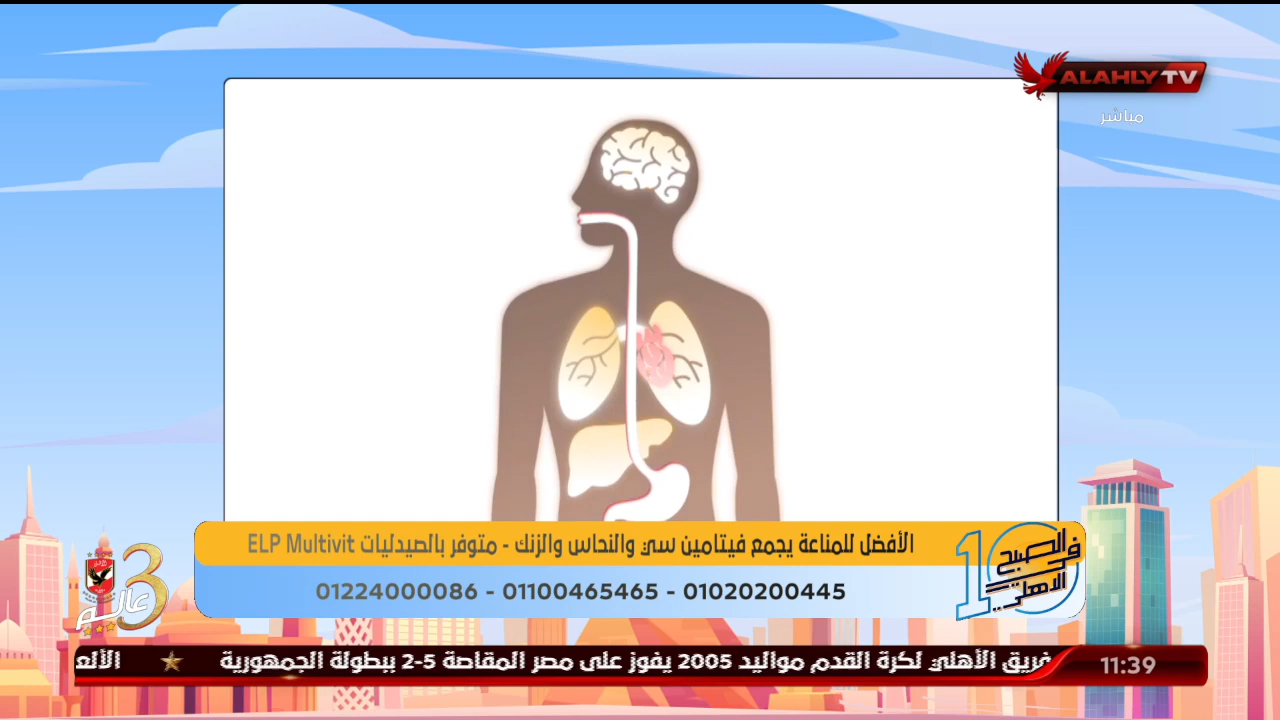 ALAHLY TV
مباشر
الأفضل للمناعة يجمع فيتامين سي والنحاس والزنك - متوفر بالصيدليات ELP Multivit
01224000086 - 01100465465 - 01020200445
10 الصبح في الأهلي
3 عالم
فريق الأهلي لكرة القدم مواليد 2005 يفوز على مصر المقاصة 5-2 ببطولة الجمهورية
الألع
11:39